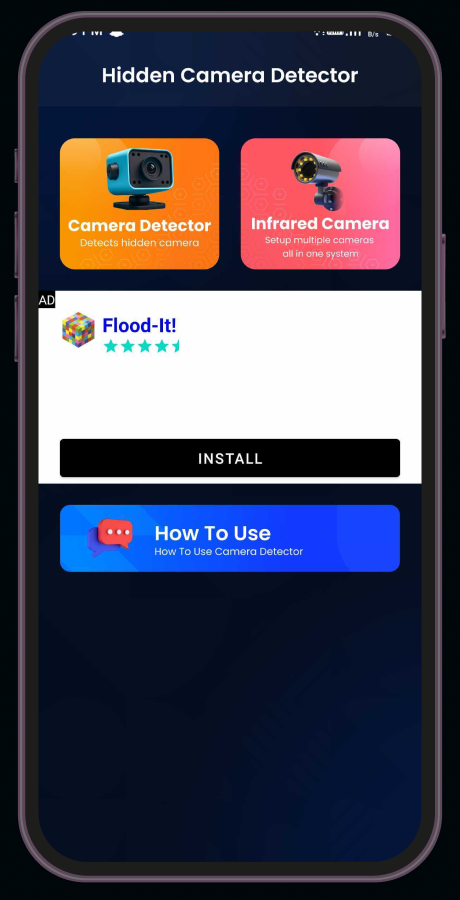 Hidden Camera Detector
Camera Detector
Detects hidden camera
Infrared Camera
Setup multiple cameras
all in one system
AD
Flood-It!
INSTALL
How To Use
How To Use Camera Detector